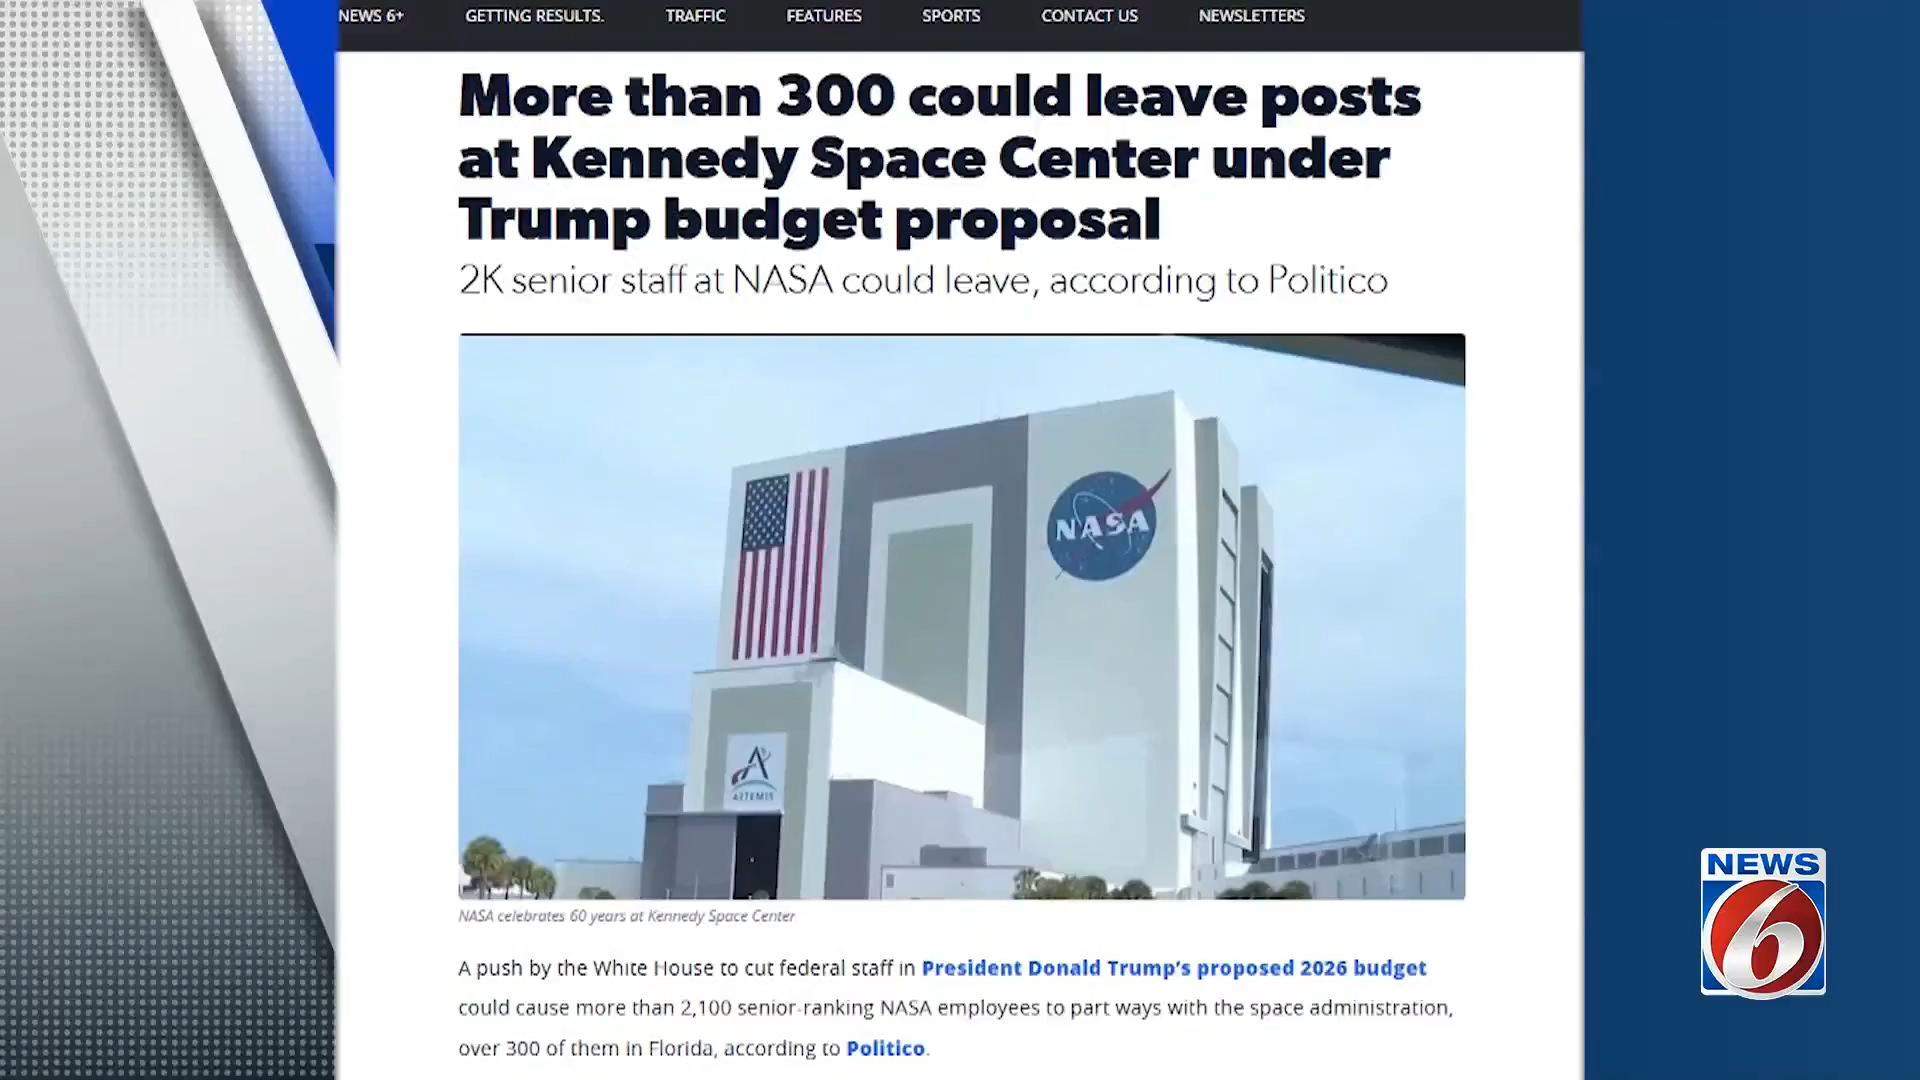 NEWS 6+ GETTING RESULTS. TRAFFIC FEATURES SPORTS CONTACT US NEWSLETTERS
More than 300 could leave posts
at Kennedy Space Center under
Trump budget proposal
2K senior staff at NASA could leave, according to Politico
NASA
ARTEMIS
NASA celebrates 60 years at Kennedy Space Center
A push by the White House to cut federal staff in President Donald Trump's proposed 2026 budget
could cause more than 2,100 senior-ranking NASA employees to part ways with the space administration,
over 300 of them in Florida, according to Politico.
NEWS
6